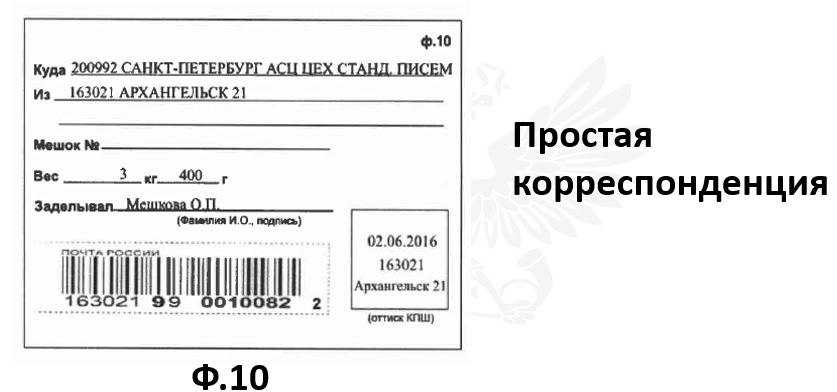 ф.10
Куда 200992 САНКТ-ПЕТЕРБУРГ АСЦ ЦЕХ СТАНД. ПИСЕМ
Из 163021 АРХАНГЕЛЬСК 21
Мешок №
Вес 3 кг 400 г
Заделывал Мешкова О.П.
(Фамилия И.О., подпись)
ПОЧТА РОССИИ
163021 99 0010082 2
02.06.2016
163021
Архангельск 21
(оттиск КПШ)
Ф.10
Простая
корреспонденция